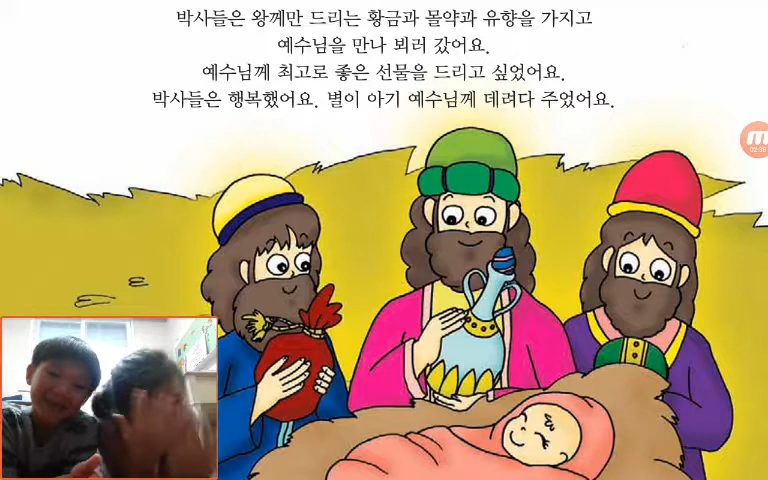 박사들은 왕께만 드리는 황금과 몰약과 유향을 가지고
예수님을 만나 뵈러 갔어요.
예수님께 최고로 좋은 선물을 드리고 싶었어요.
박사들은 행복했어요. 별이 아기 예수님께 데려다 주었어요.